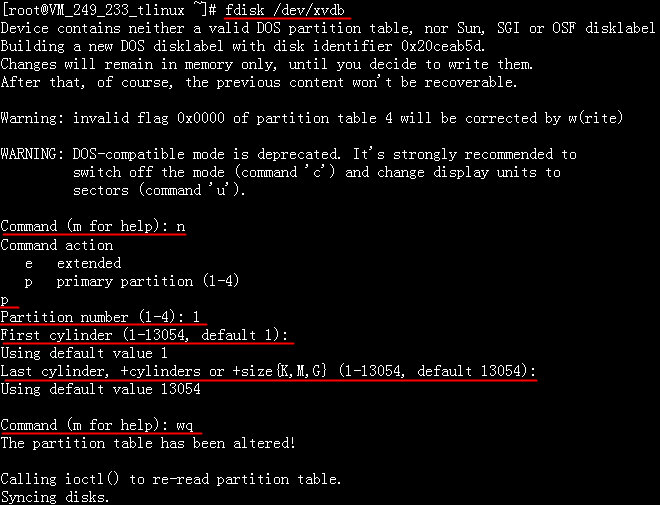 [root@VM_249_233_tlinux ~]# fdisk /dev/xvdb
Device contains neither a valid DOS partition table, nor Sun, SGI or OSF disklabel
Building a new DOS disklabel with disk identifier 0x20ceab5d.
Changes will remain in memory only, until you decide to write them.
After that, of course, the previous content won't be recoverable.

Warning: invalid flag 0x0000 of partition table 4 will be corrected by w(rite)

WARNING: DOS-compatible mode is deprecated. It's strongly recommended to
         switch off the mode (command 'c') and change display units to
         sectors (command 'u').

Command (m for help): n
Command action
   e   extended
   p   primary partition (1-4)
p
Partition number (1-4): 1
First cylinder (1-13054, default 1):
Using default value 1
Last cylinder, +cylinders or +size{K,M,G} (1-13054, default 13054):
Using default value 13054

Command (m for help): wq
The partition table has been altered!

Calling ioctl() to re-read partition table.
Syncing disks.